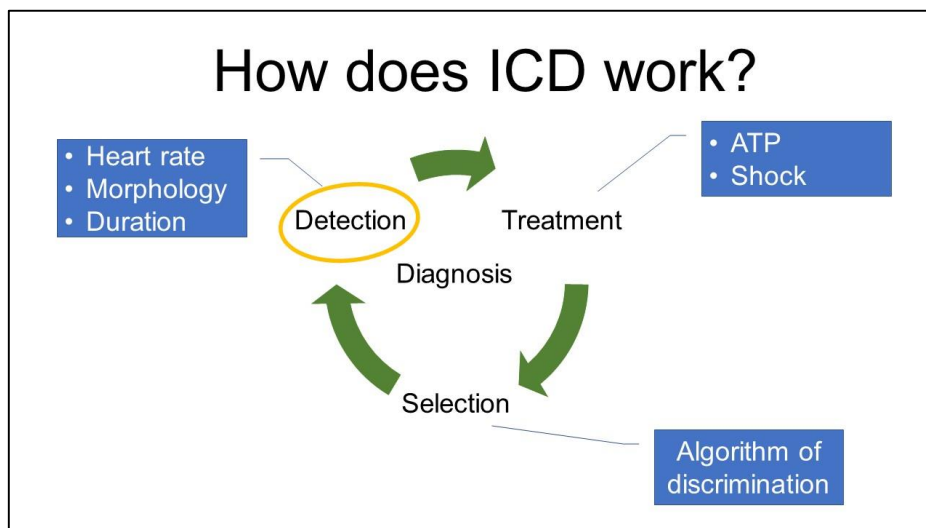 How does ICD work?
• Heart rate
• Morphology
• Duration
• ATP
• Shock
Detection
Treatment
Diagnosis
Selection
Algorithm of
discrimination